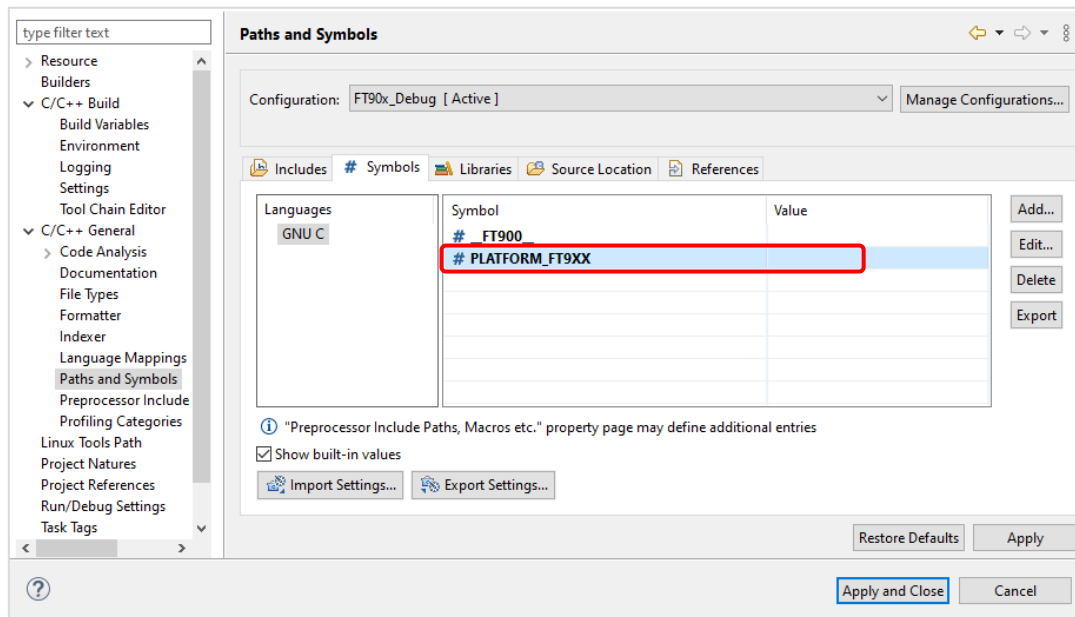 type filter text
Resource
Builders
C/C++ Build
Build Variables
Environment
Logging
Settings
Tool Chain Editor
C/C++ General
Code Analysis
Documentation
File Types
Formatter
Indexer
Language Mappings
Paths and Symbols
Preprocessor Include
Profiling Categories
Linux Tools Path
Project Natures
Project References
Run/Debug Settings
Task Tags
Paths and Symbols
Configuration: FT90x_Debug [ Active ] Manage Configurations...
Includes # Symbols Libraries Source Location References
Languages
GNU C
Symbol Value
# __FT900__
# PLATFORM_FT9XX
Add...
Edit...
Delete
Export
"Preprocessor Include Paths, Macros etc." property page may define additional entries
Show built-in values
Import Settings... Export Settings...
Restore Defaults Apply
? Apply and Close Cancel